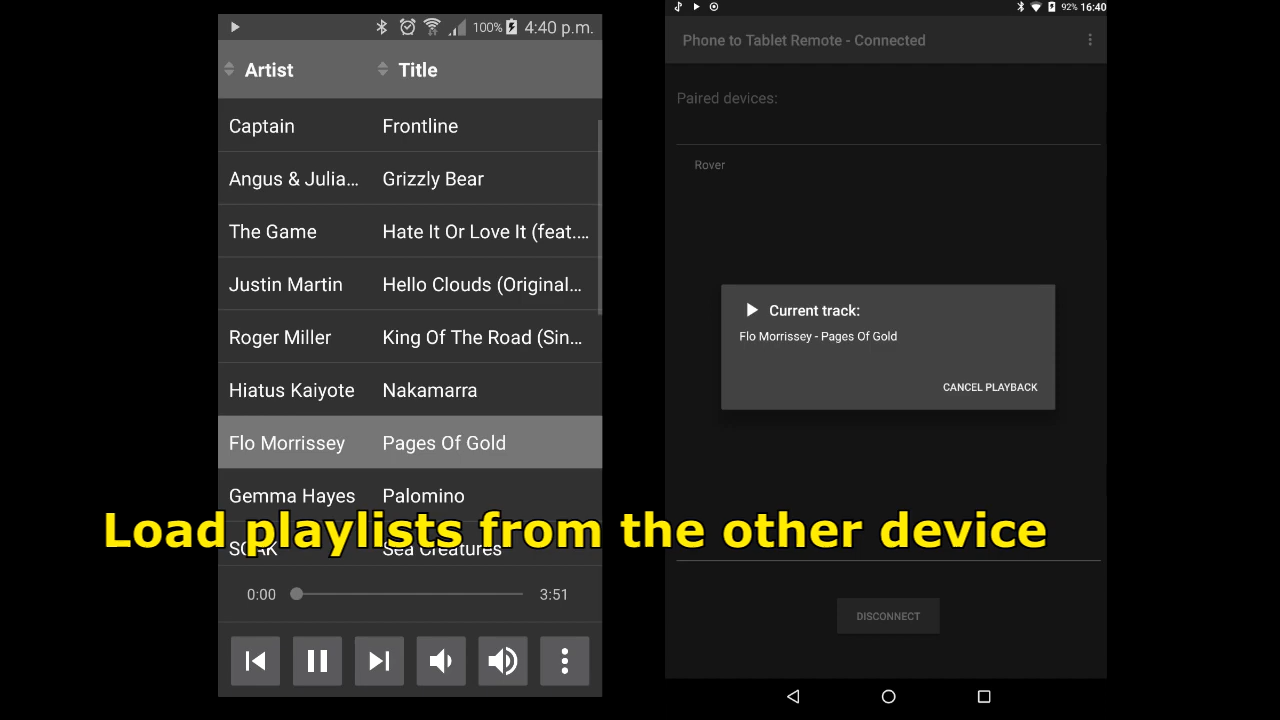 100% 4:40 p.m.
Artist Title
Captain Frontline
Angus & Julia... Grizzly Bear
The Game Hate It Or Love It (feat....
Justin Martin Hello Clouds (Original...
Roger Miller King Of The Road (Sin...
Hiatus Kaiyote Nakamarra
Flo Morrissey Pages Of Gold
Gemma Hayes Palomino
SOAK Sea Creatures
0:00 3:51
92% 16:40
Phone to Tablet Remote - Connected
Paired devices:
Rover
Current track:
Flo Morrissey - Pages Of Gold
CANCEL PLAYBACK
DISCONNECT
Load playlists from the other device